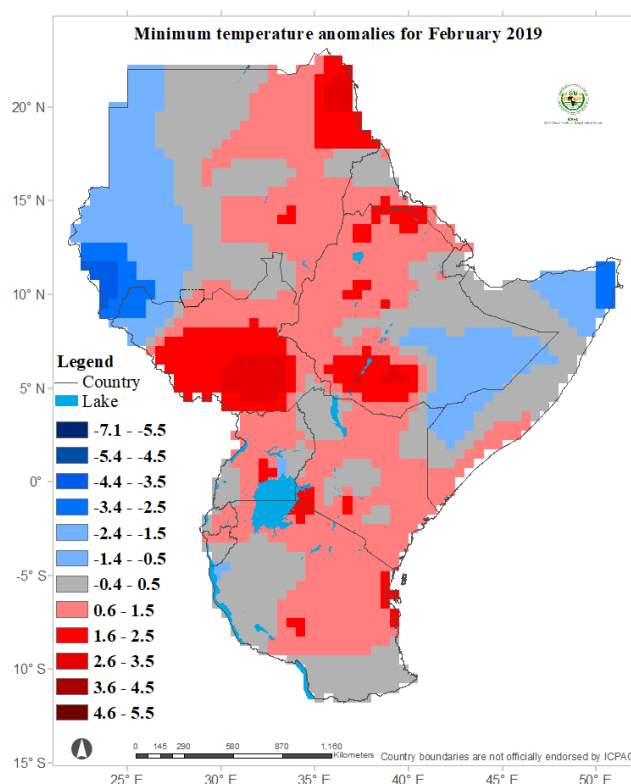 Minimum temperature anomalies for February 2019
ICPAC
20° N
15° N
10° N
5° N
0°
-5° S
-10° S
-15° S
Legend
Country
Lake
-7.1 - -5.5
-5.4 - -4.5
-4.4 - -3.5
-3.4 - -2.5
-2.4 - -1.5
-1.4 - -0.5
-0.4 - 0.5
0.6 - 1.5
1.6 - 2.5
2.6 - 3.5
3.6 - 4.5
4.6 - 5.5
0 145 290 580 870 1,160
Kilometers
Country boundaries are not officially endorsed by ICPAC
25° E 30° E 35° E 40° E 45° E 50° E